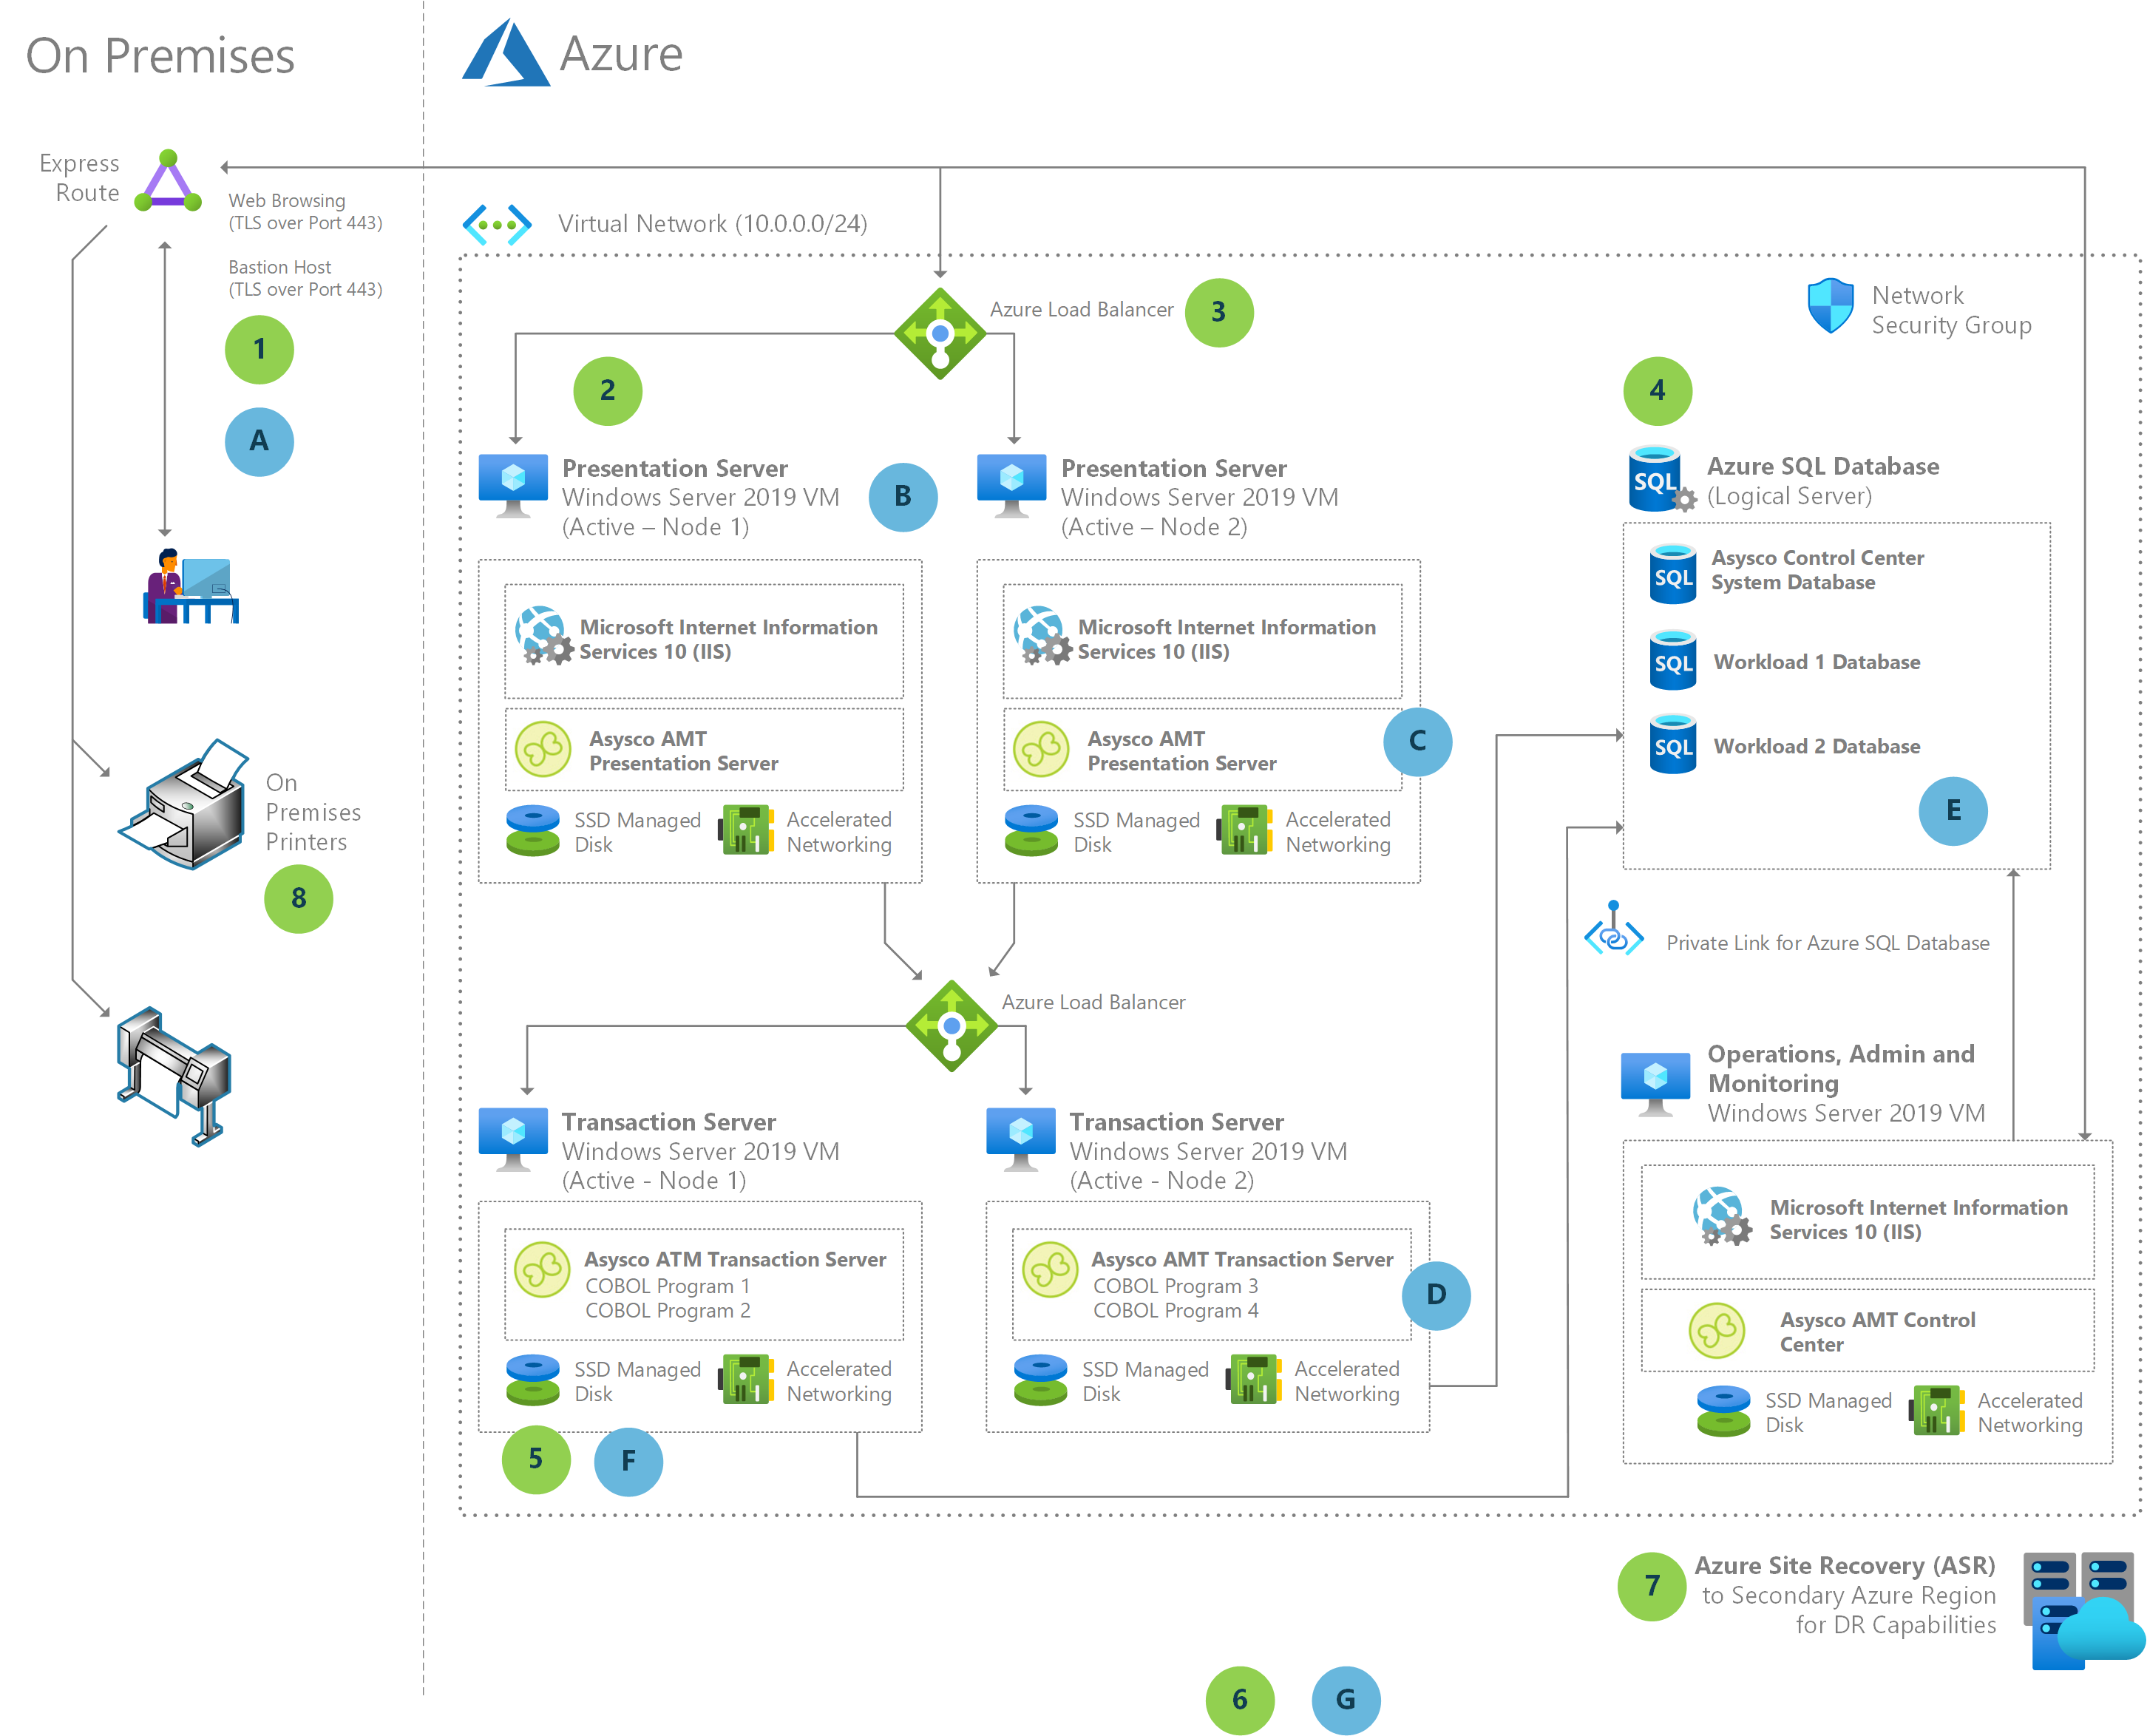 On Premises
Azure
Express
Route
Web Browsing
(TLS over Port 443)
Bastion Host
(TLS over Port 443)
1
A
On
Premises
Printers
8
Virtual Network (10.0.0.0/24)
Azure Load Balancer
3
2
Network
Security Group
4
Presentation Server
Windows Server 2019 VM
(Active – Node 1)
B
Presentation Server
Windows Server 2019 VM
(Active – Node 2)
Microsoft Internet Information
Services 10 (IIS)
Asysco AMT
Presentation Server
SSD Managed
Disk
Accelerated
Networking
Microsoft Internet Information
Services 10 (IIS)
Asysco AMT
Presentation Server
C
SSD Managed
Disk
Accelerated
Networking
SQL
Azure SQL Database
(Logical Server)
SQL
Asysco Control Center
System Database
SQL
Workload 1 Database
SQL
Workload 2 Database
E
Private Link for Azure SQL Database
Azure Load Balancer
Transaction Server
Windows Server 2019 VM
(Active - Node 1)
Transaction Server
Windows Server 2019 VM
(Active - Node 2)
Asysco ATM Transaction Server
COBOL Program 1
COBOL Program 2
SSD Managed
Disk
Accelerated
Networking
5
F
Asysco AMT Transaction Server
COBOL Program 3
COBOL Program 4
D
SSD Managed
Disk
Accelerated
Networking
Operations, Admin and
Monitoring
Windows Server 2019 VM
Microsoft Internet Information
Services 10 (IIS)
Asysco AMT Control
Center
SSD Managed
Disk
Accelerated
Networking
7
Azure Site Recovery (ASR)
to Secondary Azure Region
for DR Capabilities
6
G